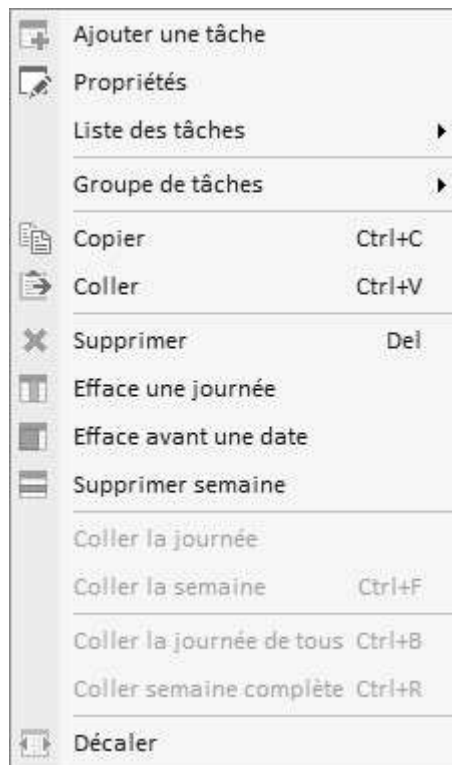 Ajouter une tâche
Propriétés
Liste des tâches
Groupe de tâches
Copier Ctrl+C
Coller Ctrl+V
Supprimer Del
Efface une journée
Efface avant une date
Supprimer semaine
Coller la journée
Coller la semaine Ctrl+F
Coller la journée de tous Ctrl+B
Coller semaine complète Ctrl+R
Décaler